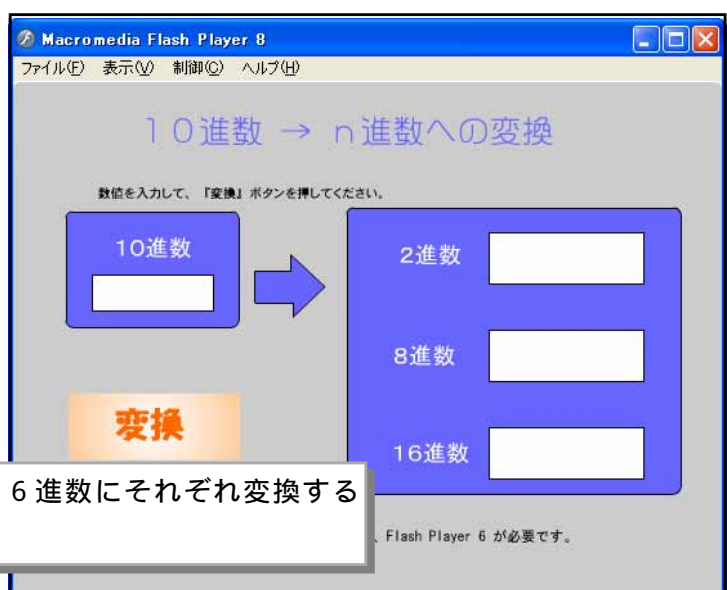 Macromedia Flash Player 8
ファイル(F) 表示(V) 制御(C) ヘルプ(H)
10進数 → n進数への変換
数値を入力して、『変換』ボタンを押してください。
10進数
2進数
8進数
変換
16進数
6進数にそれぞれ変換する
、Flash Player 6 が必要です。